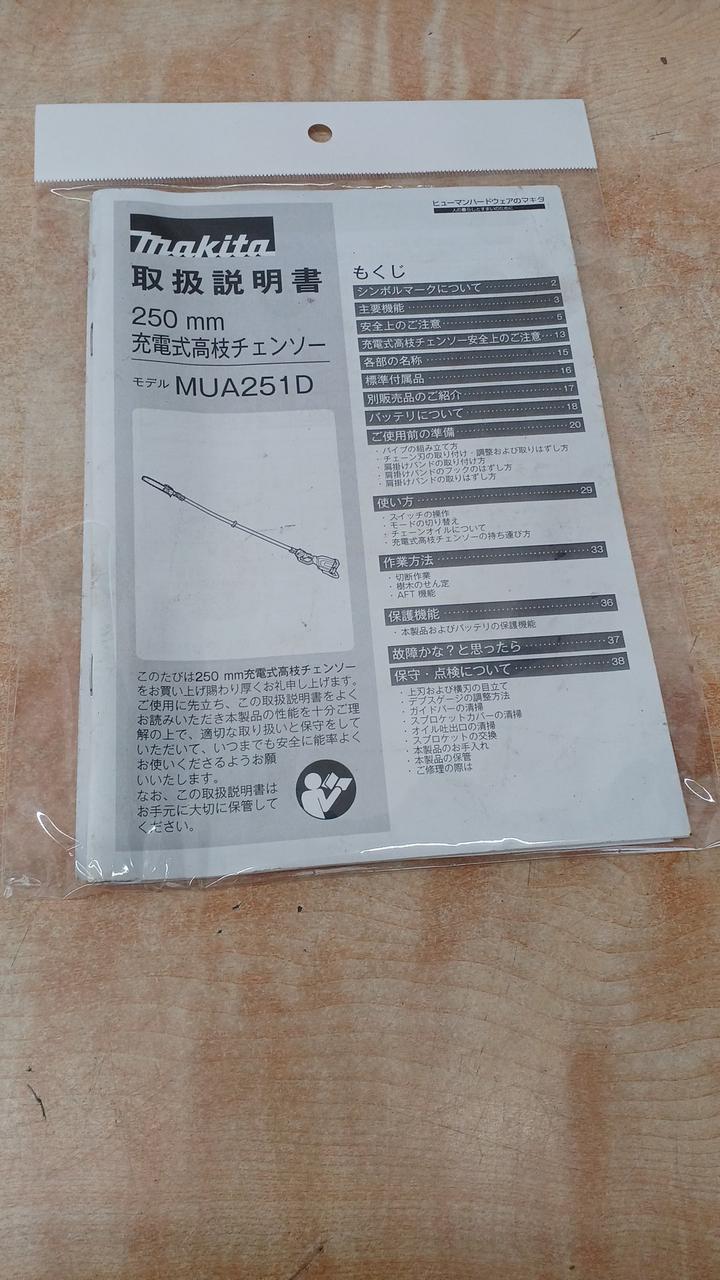 ヒューマンハードウェアのマキタ
人の暮らしとすまいのために
makita
取扱説明書
250 mm
充電式高枝チェンソー
モデル MUA251D
このたびは250 mm充電式高枝チェンソー
をお買い上げ賜わり厚くお礼申し上げます。
ご使用に先立ち、この取扱説明書をよく
お読みいただき本製品の性能を十分ご理
解の上で、適切な取り扱いと保守をして
いただいて、いつまでも安全に能率よく
お使いくださるようお願
いいたします。
なお、この取扱説明書は
お手元に大切に保管して
ください。
もくじ
シンボルマークについて 2
主要機能 3
安全上のご注意 5
充電式高枝チェンソー安全上のご注意 13
各部の名称 15
標準付属品 16
別販売品のご紹介 17
バッテリについて 18
ご使用前の準備 20
・パイプの組み立て方
・チェーン刃の取り付け・調整および取りはずし方
・肩掛けバンドの取り付け方
・肩掛けバンドのフックのはずし方
・肩掛けバンドの取りはずし方
使い方 29
・スイッチの操作
・モードの切り替え
・チェーンオイルについて
・充電式高枝チェンソーの持ち運び方
作業方法 33
・切断作業
・樹木のせん定
・AFT 機能
保護機能 36
・本製品およびバッテリの保護機能
故障かな？と思ったら 37
保守・点検について 38
・上刃および横刃の目立て
・デプスゲージの調整方法
・ガイドバーの清掃
・スプロケットカバーの清掃
・オイル吐出口の清掃
・スプロケットの交換
・本製品のお手入れ
・本製品の保管
・ご修理の際は